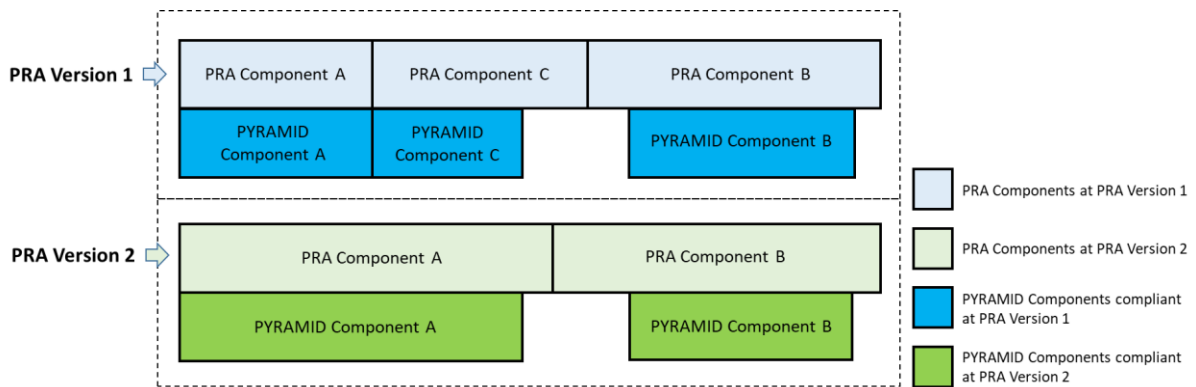 PRA Version 1
PRA Component A
PRA Component C
PRA Component B
PYRAMID
Component A
PYRAMID
Component C
PYRAMID Component B
PRA Version 2
PRA Component A
PRA Component B
PYRAMID Component A
PYRAMID Component B
PRA Components at PRA Version 1
PRA Components at PRA Version 2
PYRAMID Components compliant
at PRA Version 1
PYRAMID Components compliant
at PRA Version 2